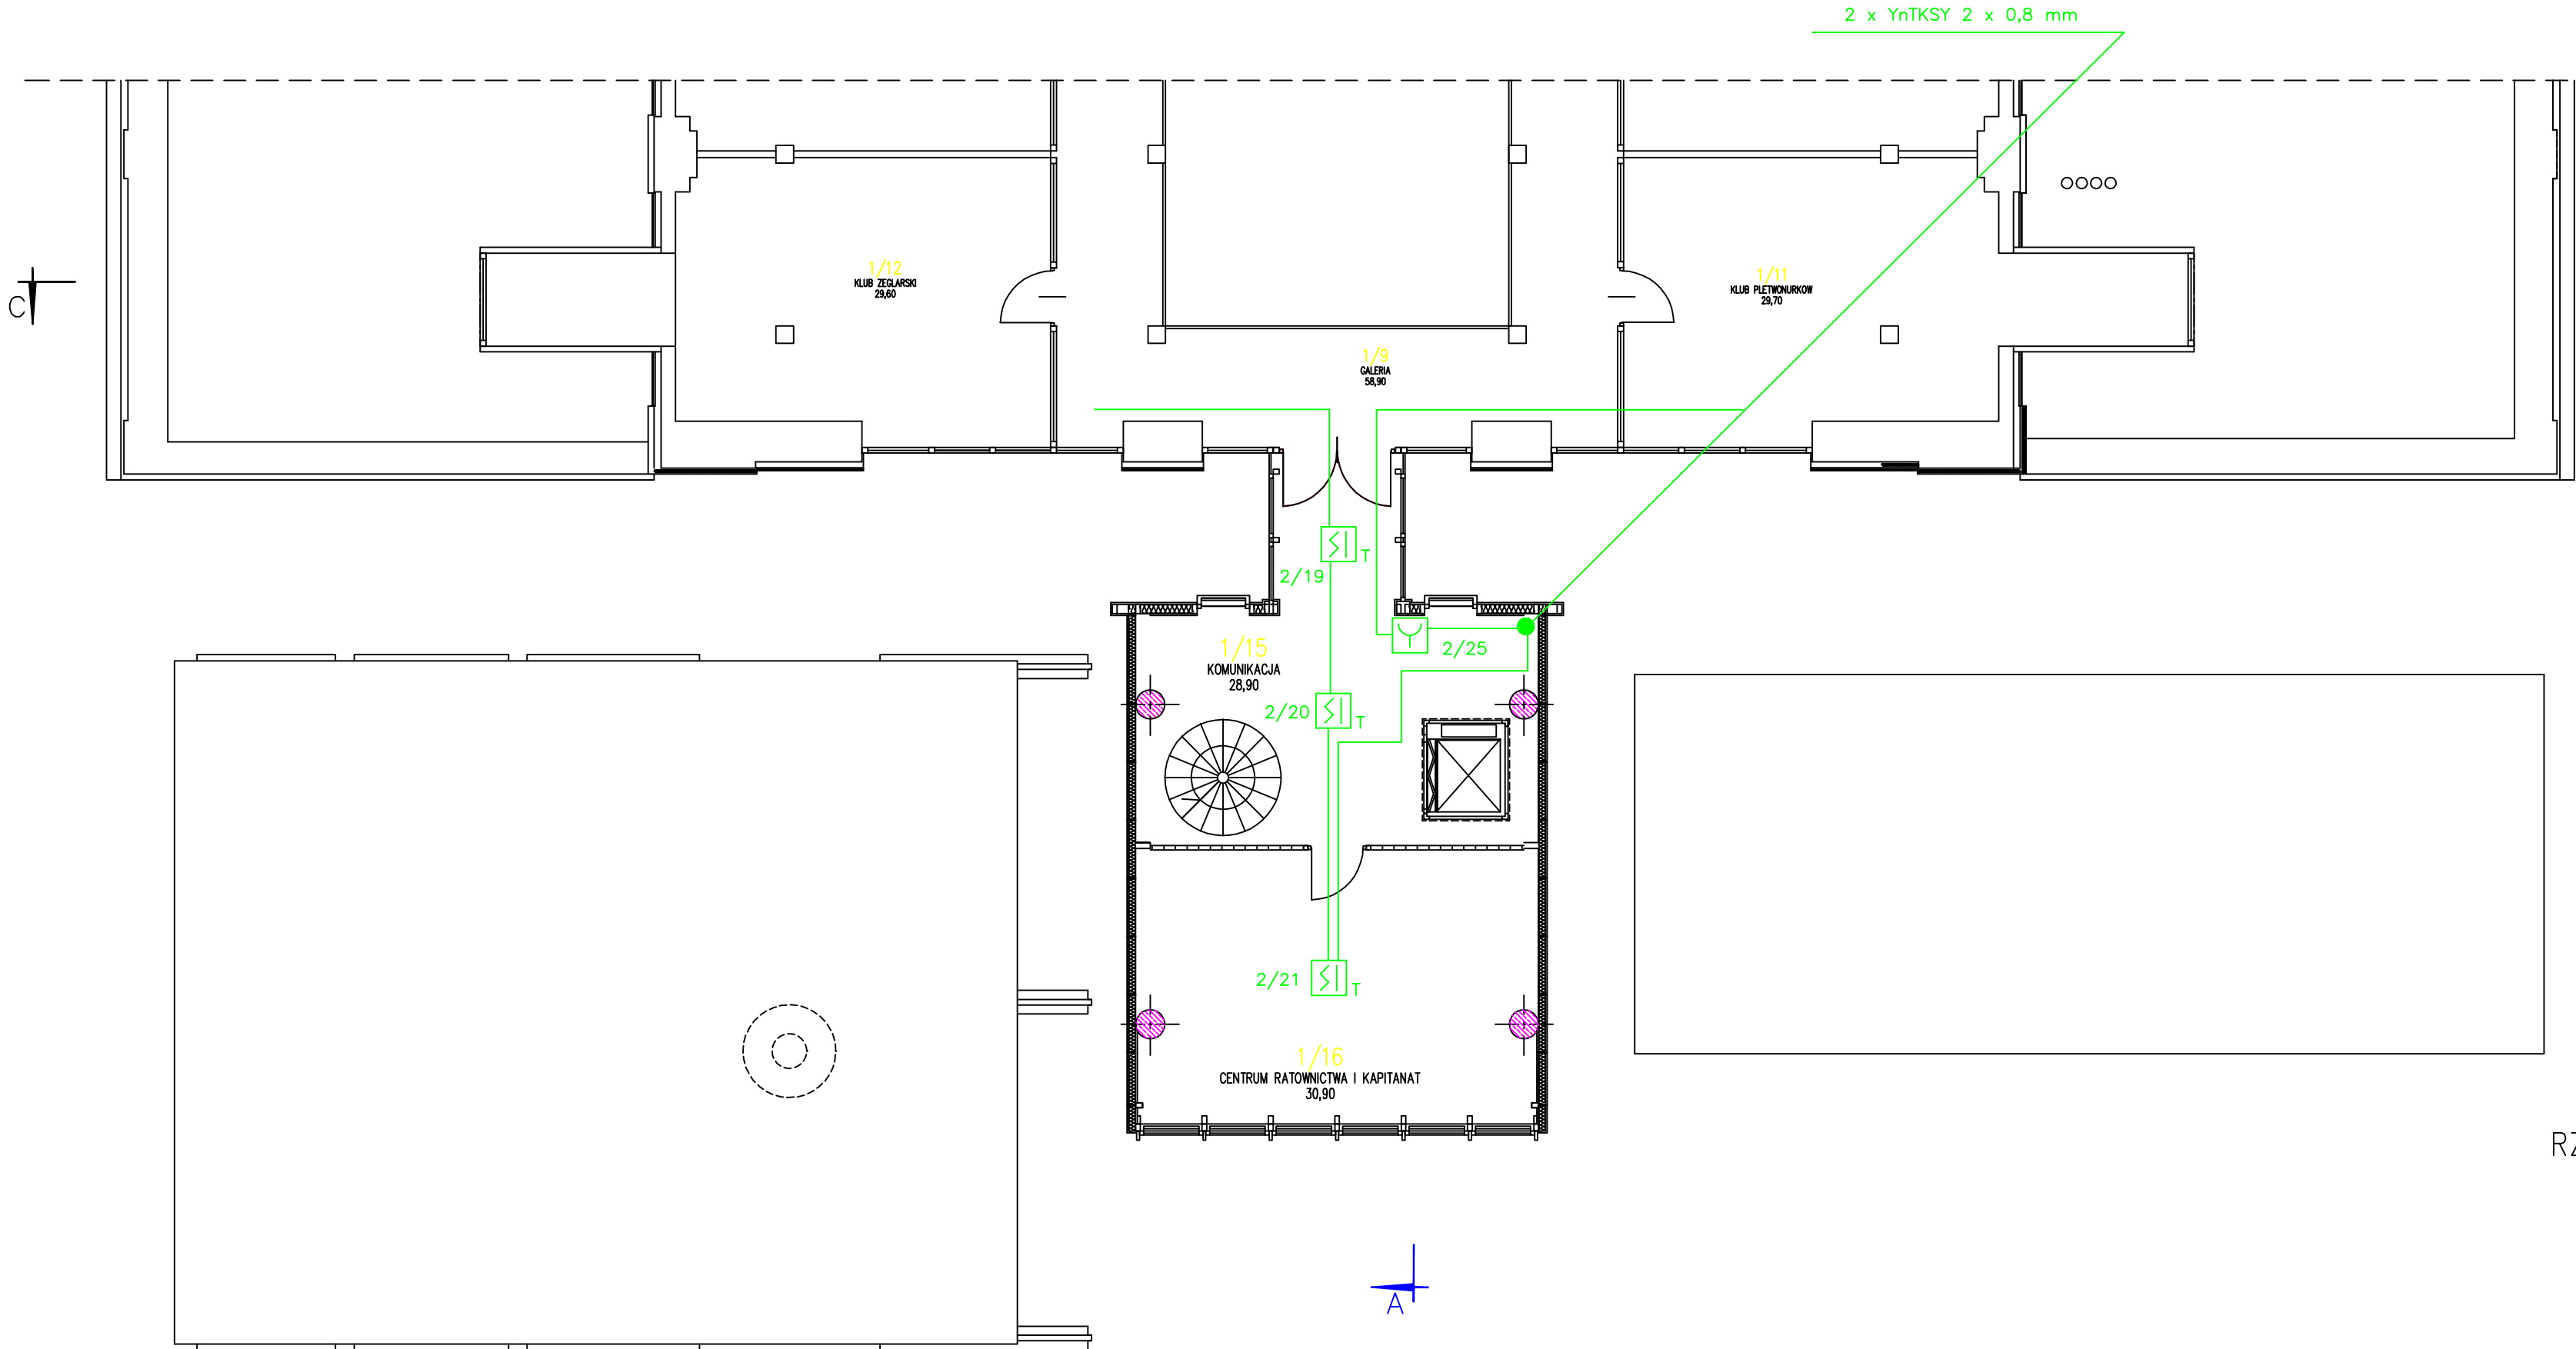 2 x YnTKSY 2 x 0,8 mm
C
1/12
KLUB ZEGLARSKI
29,60
1/11
KLUB PLETWONURKOW
29,70
1/9
GALERIA
58,90
T
2/19
1/15
KOMUNIKACJA
28,90
2/25
2/20
T
2/21
T
1/16
CENTRUM RATOWNICTWA I KAPITANAT
30,90
RZ
A